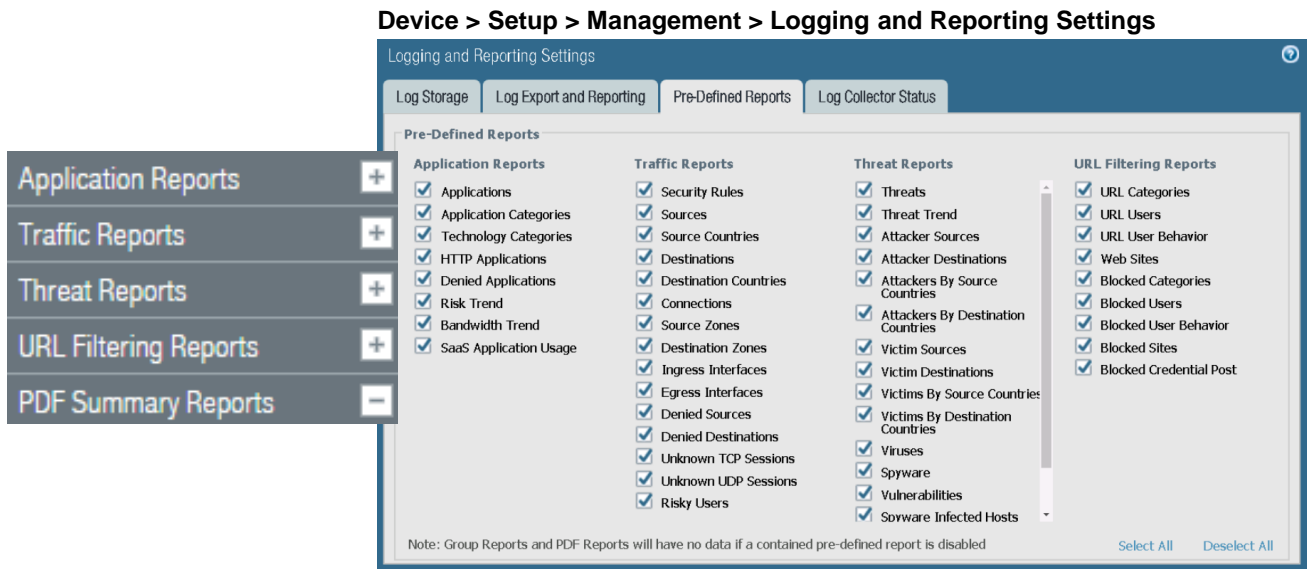 Device > Setup > Management > Logging and Reporting Settings
Logging and Reporting Settings
Log Storage
Log Export and Reporting
Pre-Defined Reports
Log Collector Status
Application Reports
Traffic Reports
Threat Reports
URL Filtering Reports
PDF Summary Reports
Pre-Defined Reports
Application Reports
Applications
Application Categories
Technology Categories
HTTP Applications
Denied Applications
Risk Trend
Bandwidth Trend
SaaS Application Usage
Traffic Reports
Security Rules
Sources
Source Countries
Destinations
Destination Countries
Connections
Source Zones
Destination Zones
Ingress Interfaces
Egress Interfaces
Denied Sources
Denied Destinations
Unknown TCP Sessions
Unknown UDP Sessions
Risky Users
Threat Reports
Threats
Threat Trend
Attacker Sources
Attacker Destinations
Attackers By Source
Countries
Attackers By Destination
Countries
Victim Sources
Victim Destinations
Victims By Source Countries
Victims By Destination
Countries
Viruses
Spyware
Vulnerabilities
Spyware Infected Hosts
URL Filtering Reports
URL Categories
URL Users
URL User Behavior
Web Sites
Blocked Categories
Blocked Users
Blocked User Behavior
Blocked Sites
Blocked Credential Post
Note: Group Reports and PDF Reports will have no data if a contained pre-defined report is disabled
Select All
Deselect All